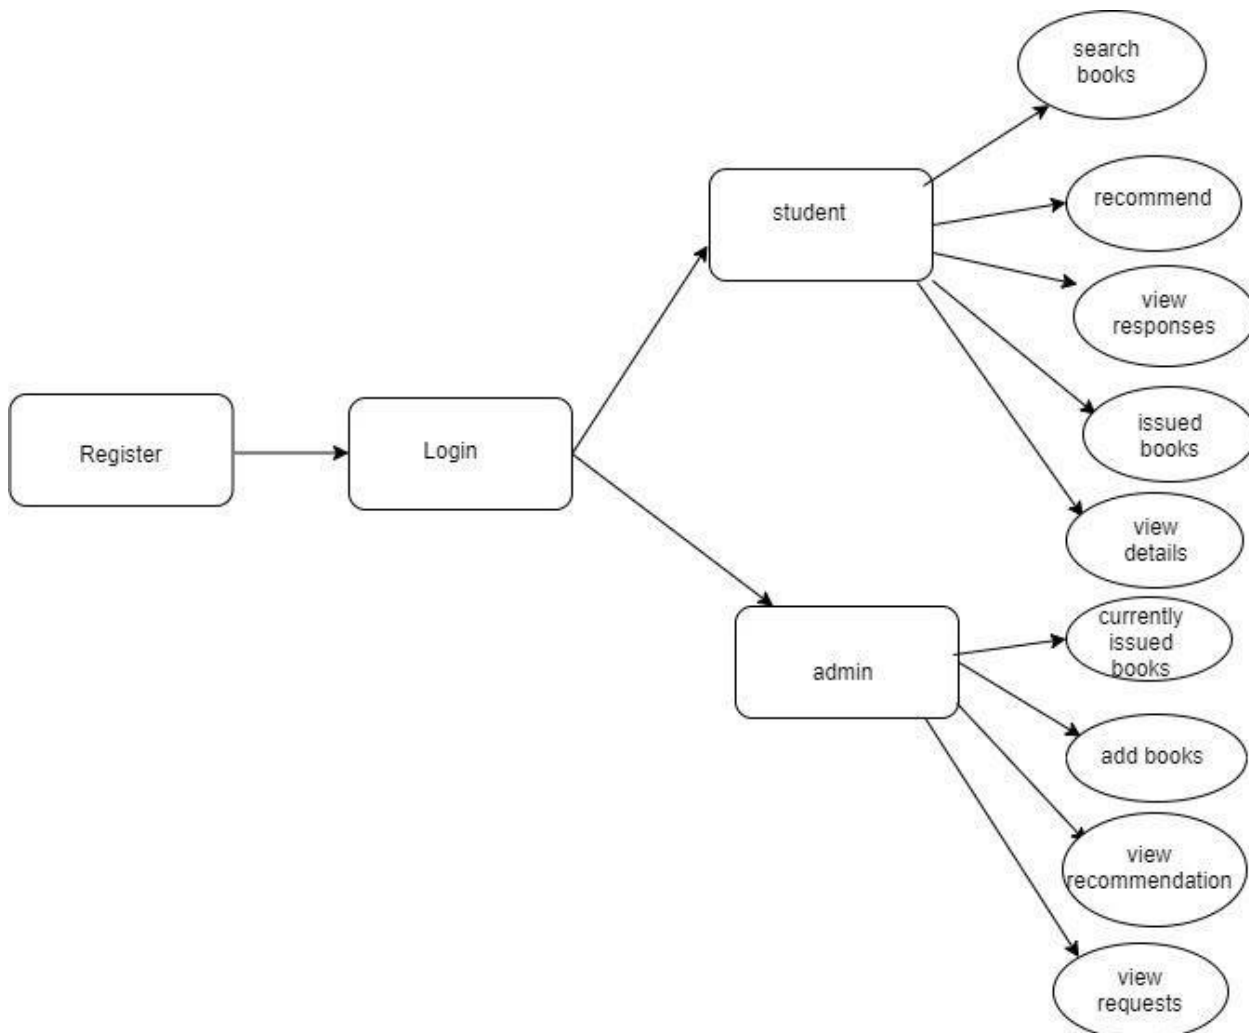 search
books
recommend
student
view
responses
issued
books
Register
Login
view
details
currently
issued
books
admin
add books
view
recommendation
view
requests